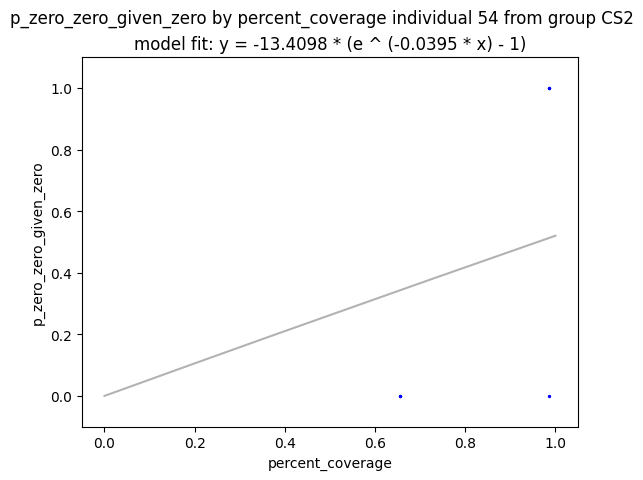 p_zero_zero_given_zero by percent_coverage individual 54 from group CS2
model fit: y = -13.4098 * (e ^ (-0.0395 * x) - 1)
1.0
0.8
0.6
0.4
0.2
0.0
p_zero_zero_given_zero
0.0 0.2 0.4 0.6 0.8 1.0
percent_coverage